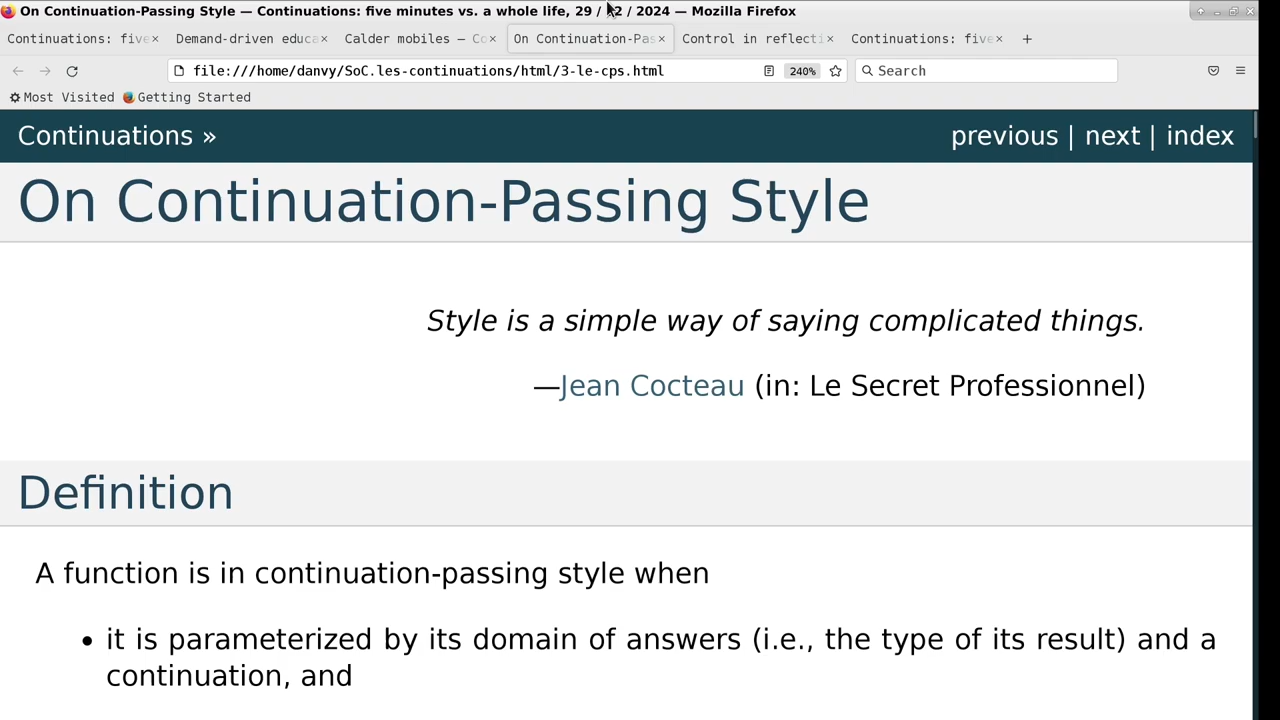 On Continuation-Passing Style — Continuations: five minutes vs. a whole life, 29 / 2 / 2024 — Mozilla Firefox
Continuations: five× Demand-driven educa× Calder mobiles — Co× On Continuation-Pas× Control in reflecti× Continuations: five× +
file:///home/danvy/SoC.les-continuations/html/3-le-cps.html 240% Search
Most Visited Getting Started
Continuations » previous | next | index
On Continuation-Passing Style
Style is a simple way of saying complicated things.
—Jean Cocteau (in: Le Secret Professionnel)
Definition
A function is in continuation-passing style when
• it is parameterized by its domain of answers (i.e., the type of its result) and a
continuation, and